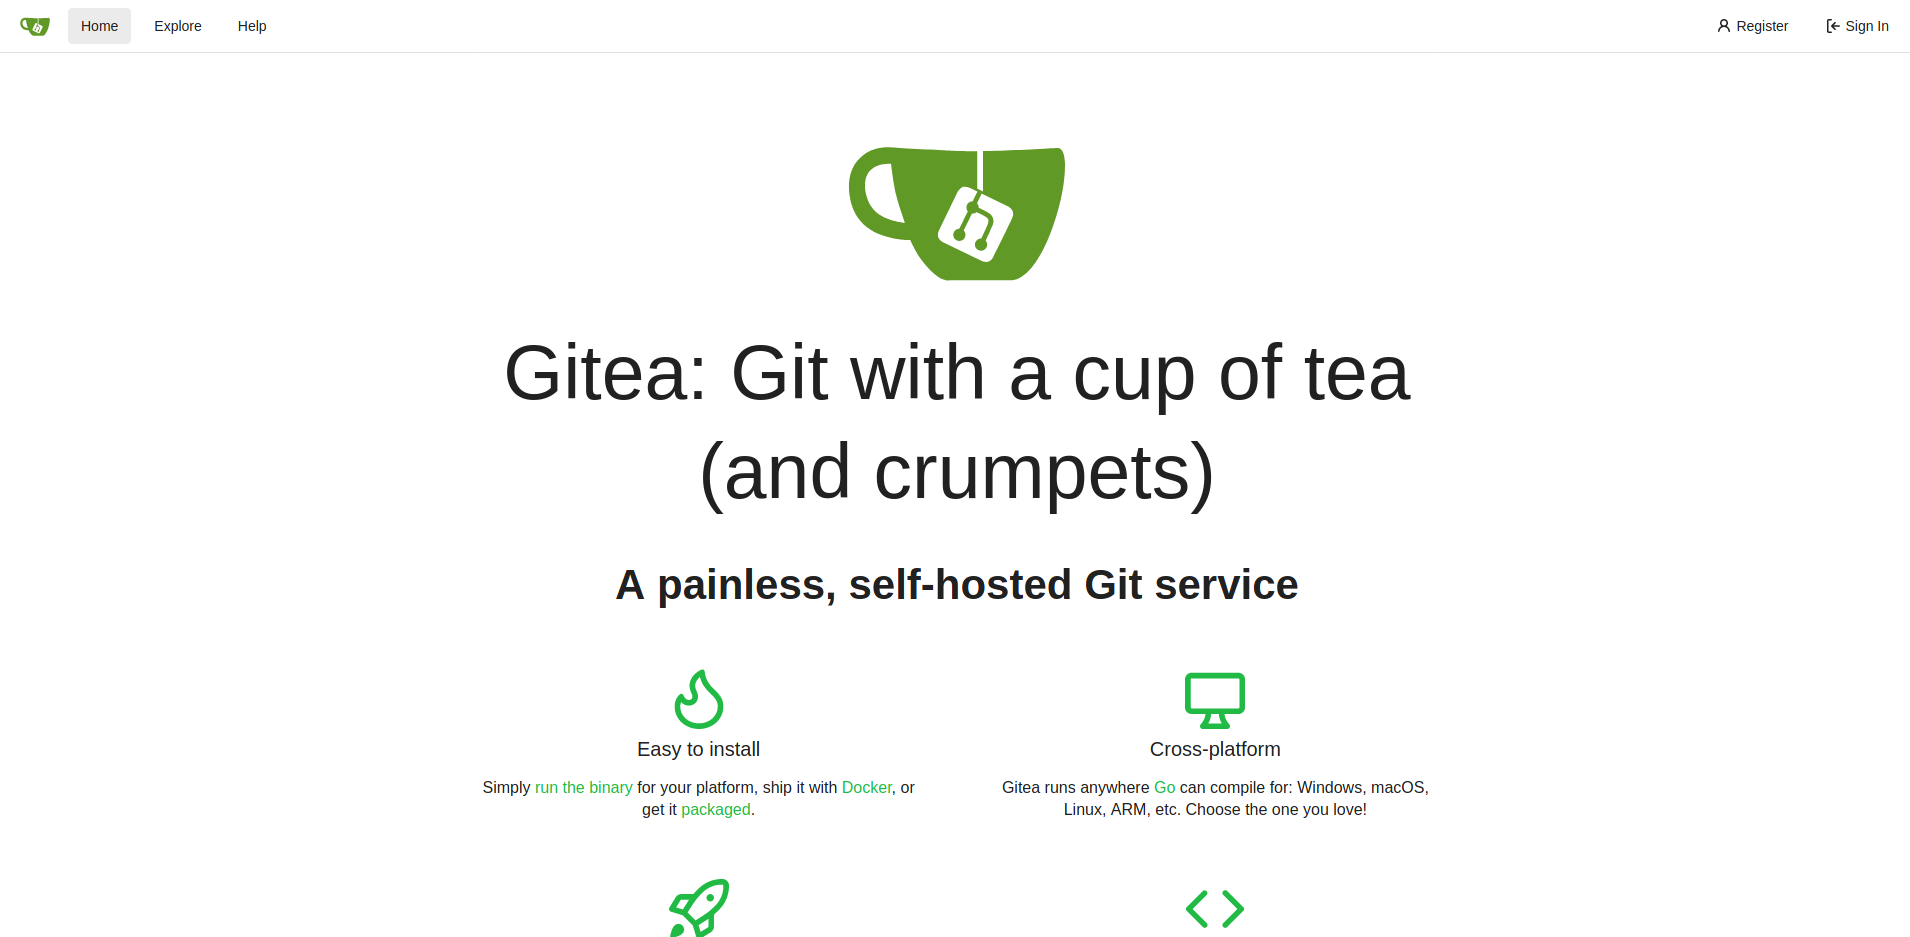 Home Explore Help Register Sign In
Gitea: Git with a cup of tea
(and crumpets)
A painless, self-hosted Git service
Easy to install
Simply run the binary for your platform, ship it with Docker, or
get it packaged.
Cross-platform
Gitea runs anywhere Go can compile for: Windows, macOS,
Linux, ARM, etc. Choose the one you love!